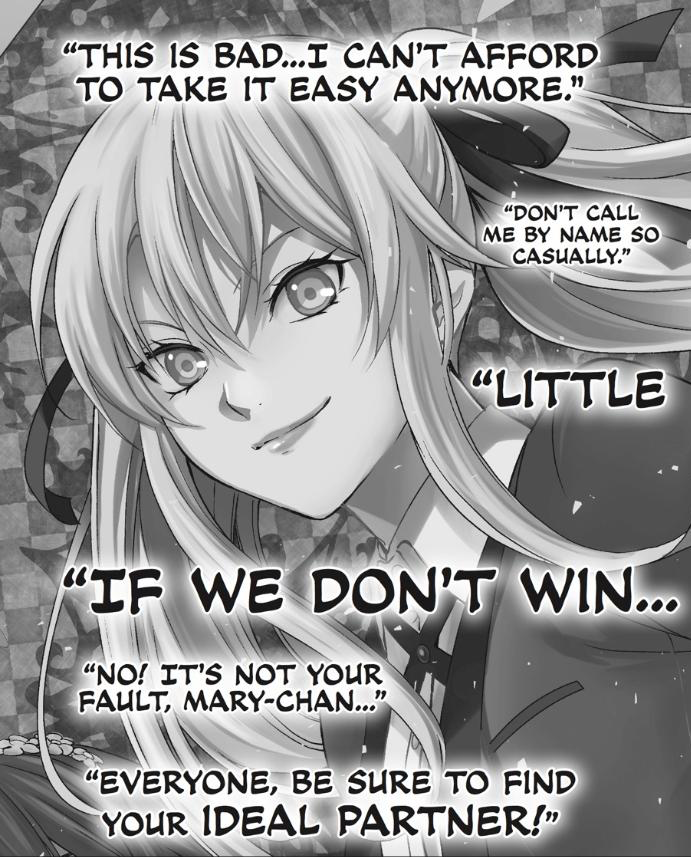 “THIS IS BAD...I CAN'T AFFORD
TO TAKE IT EASY ANYMORE.”
“DON'T CALL
ME BY NAME SO
CASUALLY.”
“LITTLE
“IF WE DON'T WIN...
“NO! IT'S NOT YOUR
FAULT, MARY-CHAN...”
“EVERYONE, BE SURE TO FIND
YOUR IDEAL PARTNER!”